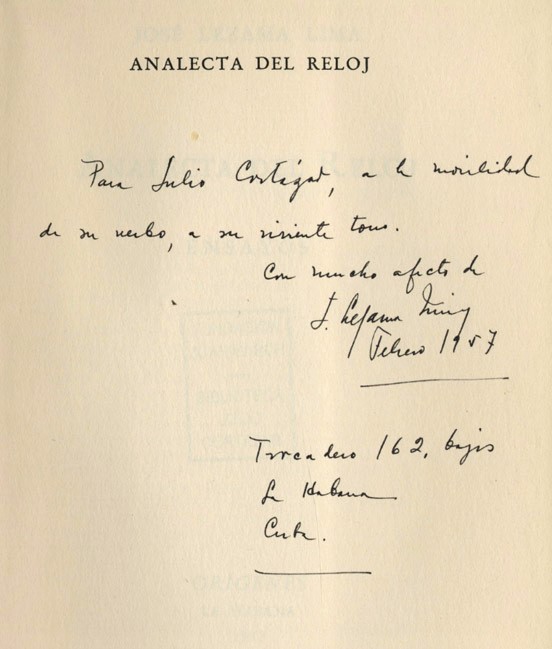 ANALECTA DEL RELOJ
Para Julio Cortázar, a la movilidad
de su verbo, a su viviente tono.
Con mucho afecto de
J. Lezama Lima
Febrero 1957
Trocadero 162, bajos
La Habana
Cuba.